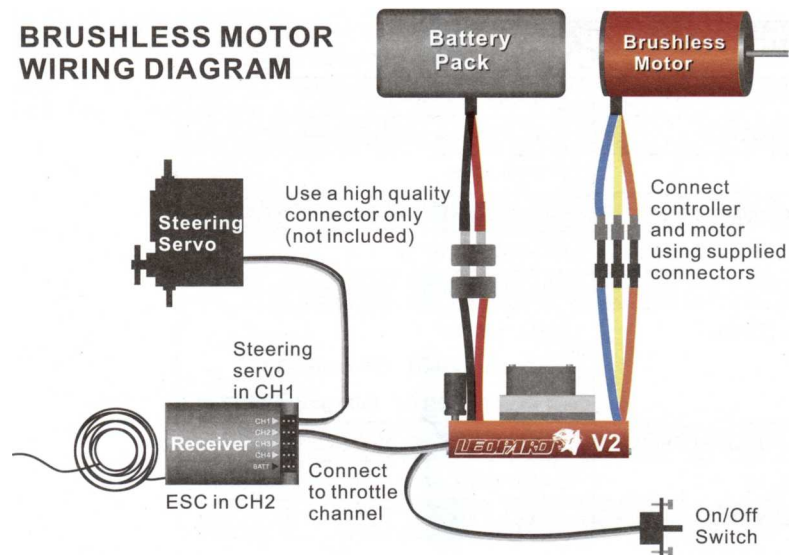 BRUSHLESS MOTOR
WIRING DIAGRAM
Battery
Pack
Brushless
Motor
Steering
Servo
Use a high quality
connector only
(not included)
Connect
controller
and motor
using supplied
connectors
Steering
servo
in CH1
Receiver
CH1
CH2
CH3
CH4
BATT
ESC in CH2
Connect
to throttle
channel
LEOPARD V2
On/Off
Switch